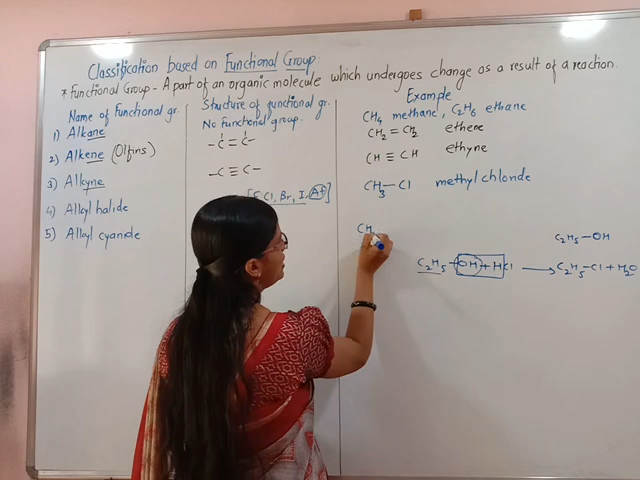 Classification based on Functional Group
* Functional Group - A part of an organic molecule which undergoes change as a result of a reaction.
Name of Functional gr.
1) Alkane
2) Alkene (Olfins)
3) Alkyne
4) Alkyl halide
5) Alkyl cyanide
Structure of functional gr.
No functional group.
-C=C-
-C≡C-
[F, Cl, Br, I, At]
Example
CH4 methane, C2H6 ethane
CH2=CH2 ethene
CH≡CH ethyne
CH3-Cl methyl chloride
CH
C2H5-OH
C2H5-OH+HCl → C2H5-Cl+H2O